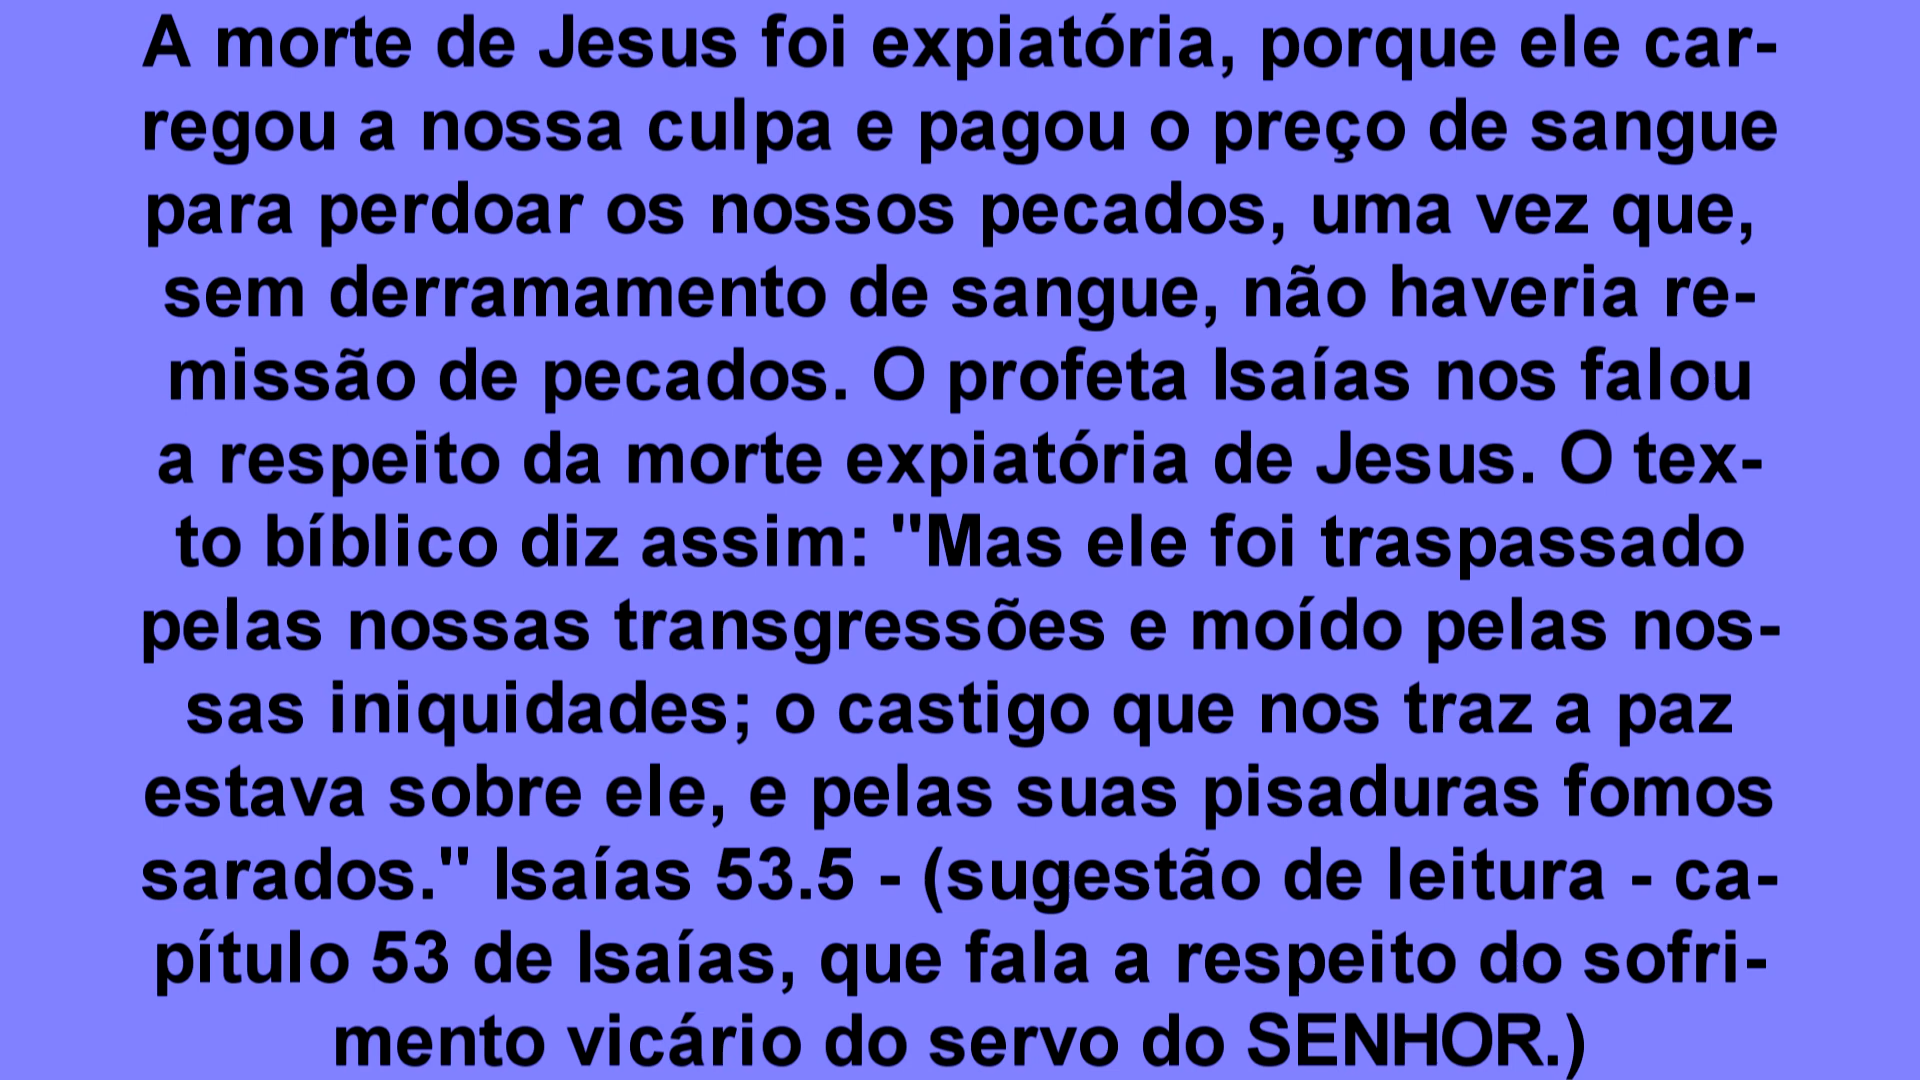 A morte de Jesus foi expiatória, porque ele car-
regou a nossa culpa e pagou o preço de sangue
para perdoar os nossos pecados, uma vez que,
sem derramamento de sangue, não haveria re-
missão de pecados. O profeta Isaías nos falou
a respeito da morte expiatória de Jesus. O tex-
to bíblico diz assim: "Mas ele foi traspassado
pelas nossas transgressões e moído pelas nos-
sas iniquidades; o castigo que nos traz a paz
estava sobre ele, e pelas suas pisaduras fomos
sarados." Isaías 53.5 - (sugestão de leitura - ca-
pítulo 53 de Isaías, que fala a respeito do sofri-
mento vicário do servo do SENHOR.)